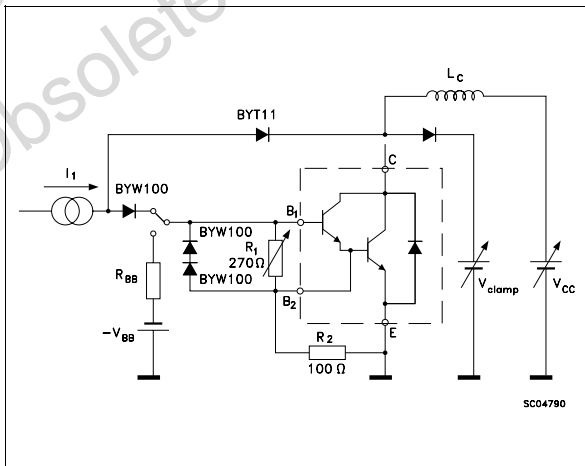 obsolete
L_C
BYT11
I_1
BYW100
C
B_1
BYW100
R_1
270Ω
BYW100
B_2
R_BB
-V_BB
E
R_2
100 Ω
V_clamp
V_CC
SC04790